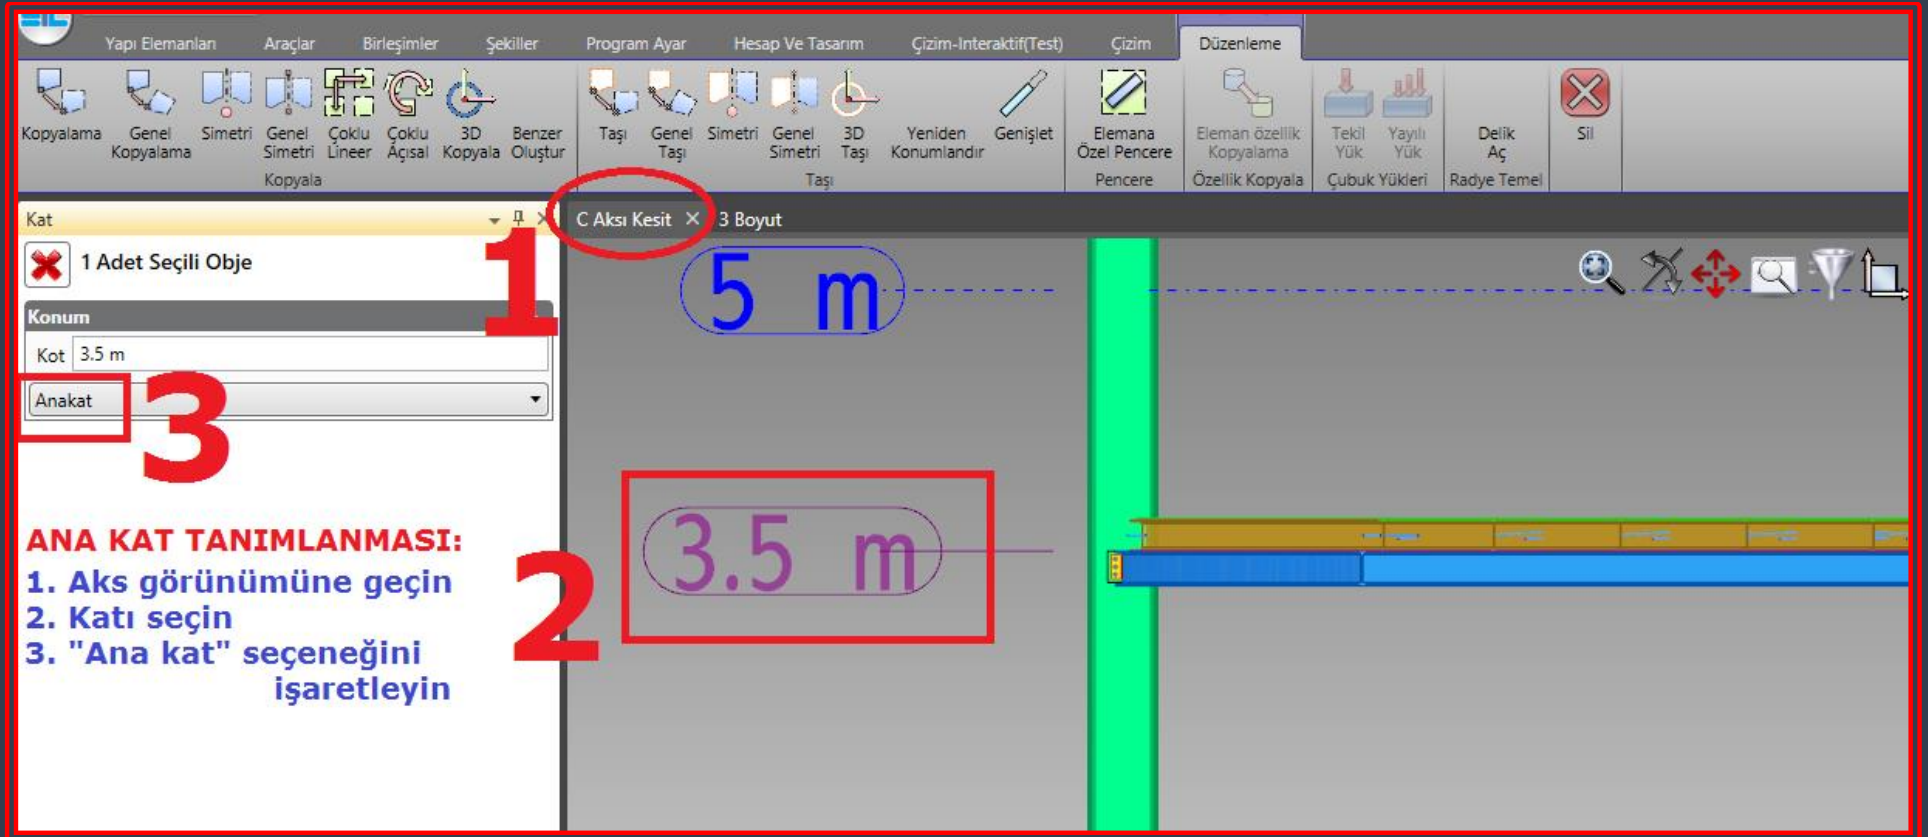 Yapı Elemanları Araçlar Birleşimler Şekiller Program Ayar Hesap Ve Tasarım Çizim-Interaktif(Test) Çizim Düzenleme
Kopyalama Genel Simetri Genel Çoklu Çoklu 3D Benzer Taşı Genel Simetri Genel 3D Yeniden Genişlet Elemana Eleman özellik Tekil Yayılı Delik Sil
Kopyalama Simetri Lineer Açısal Kopyala Oluştur Taşı Simetri Taşı Konumlandır Özel Pencere Kopyalama Yük Yük Aç
Kopyala Taşı Pencere Özellik Kopyala Çubuk Yükleri Radye Temel
Kat
C Aksı Kesit 3 Boyut
1 Adet Seçili Obje
1
5 m
Konum
Kot 3.5 m
Anakat
3
3.5 m
2
ANA KAT TANIMLANMASI:
1. Aks görünümüne geçin
2. Katı seçin
3. "Ana kat" seçeneğini
işaretleyin